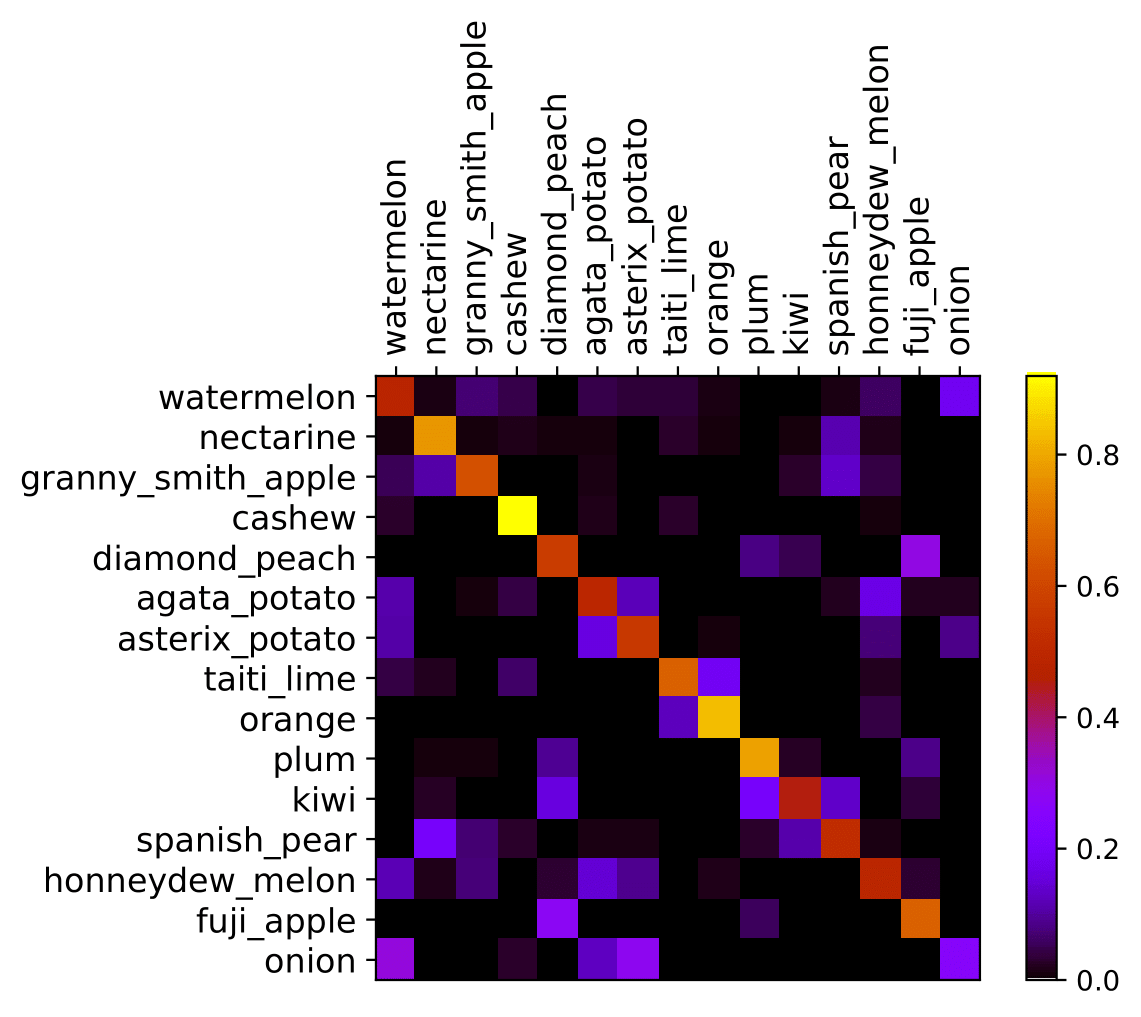 watermelon
nectarine
granny_smith_apple
cashew
diamond_peach
agata_potato
asterix_potato
taiti_lime
orange
plum
kiwi
spanish_pear
honneydew_melon
fuji_apple
onion
watermelon
nectarine
granny_smith_apple
cashew
diamond_peach
agata_potato
asterix_potato
taiti_lime
orange
plum
kiwi
spanish_pear
honneydew_melon
fuji_apple
onion
0.8
0.6
0.4
0.2
0.0